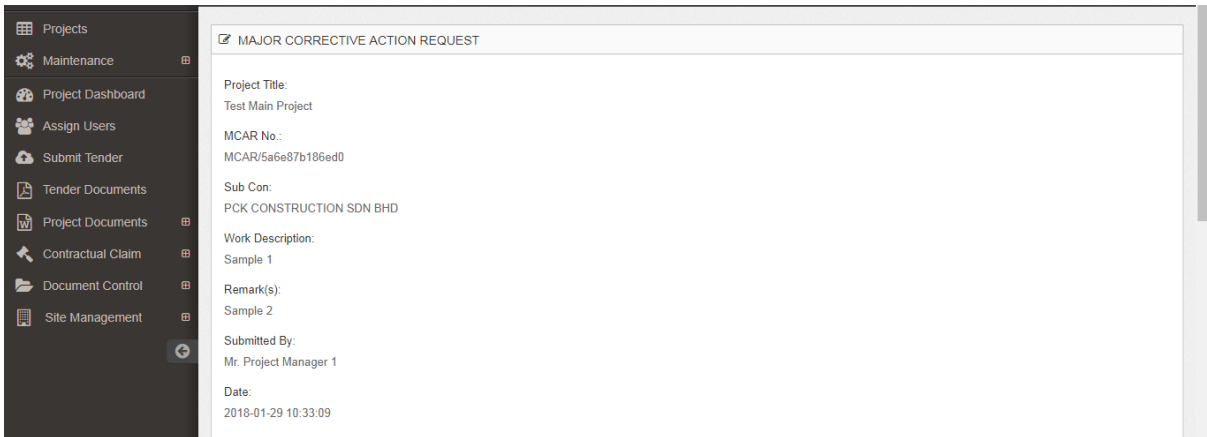 Projects
Maintenance
Project Dashboard
Assign Users
Submit Tender
Tender Documents
Project Documents
Contractual Claim
Document Control
Site Management
MAJOR CORRECTIVE ACTION REQUEST
Project Title:
Test Main Project
MCAR No.:
MCAR/5a6e87b186ed0
Sub Con:
PCK CONSTRUCTION SDN BHD
Work Description:
Sample 1
Remark(s):
Sample 2
Submitted By:
Mr. Project Manager 1
Date:
2018-01-29 10:33:09